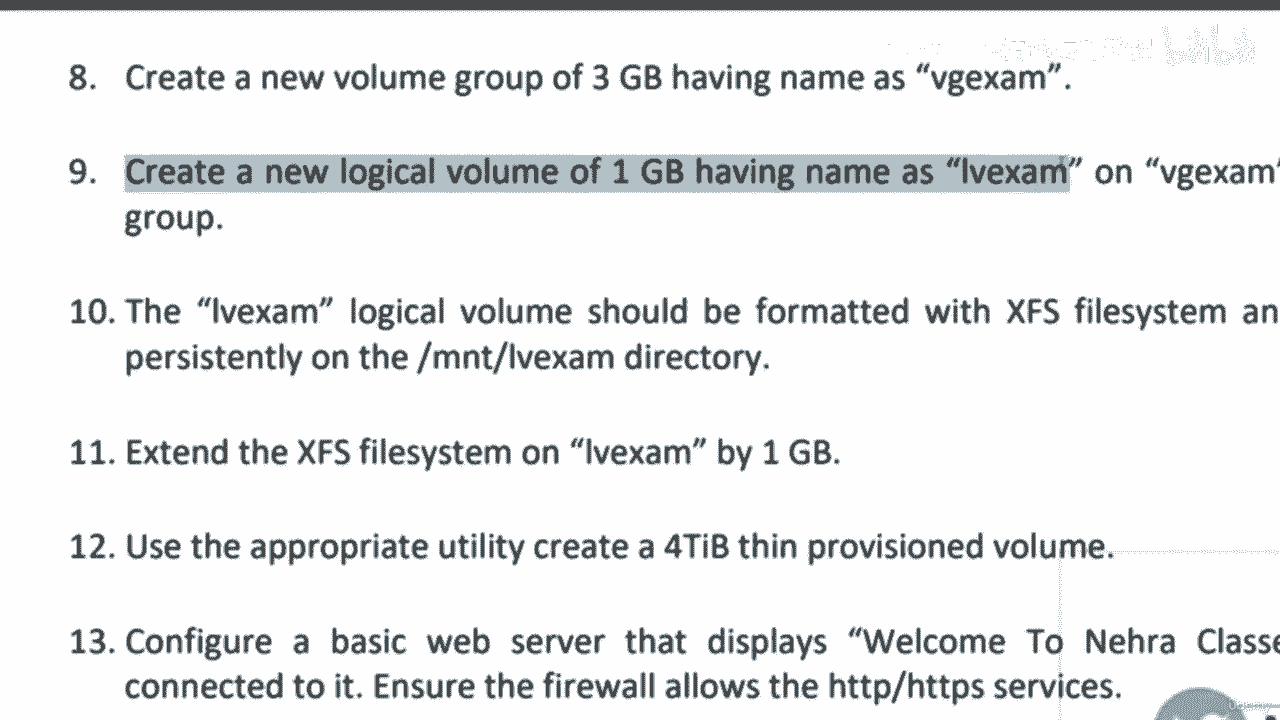 8. Create a new volume group of 3 GB having name as “vgexam”.
9. Create a new logical volume of 1 GB having name as “lvexam” on “vgexam”
group.
10. The “lvexam” logical volume should be formatted with XFS filesystem an
persistently on the /mnt/lvexam directory.
11. Extend the XFS filesystem on “lvexam” by 1 GB.
12. Use the appropriate utility create a 4TiB thin provisioned volume.
13. Configure a basic web server that displays “Welcome To Nehra Classe
connected to it. Ensure the firewall allows the http/https services.